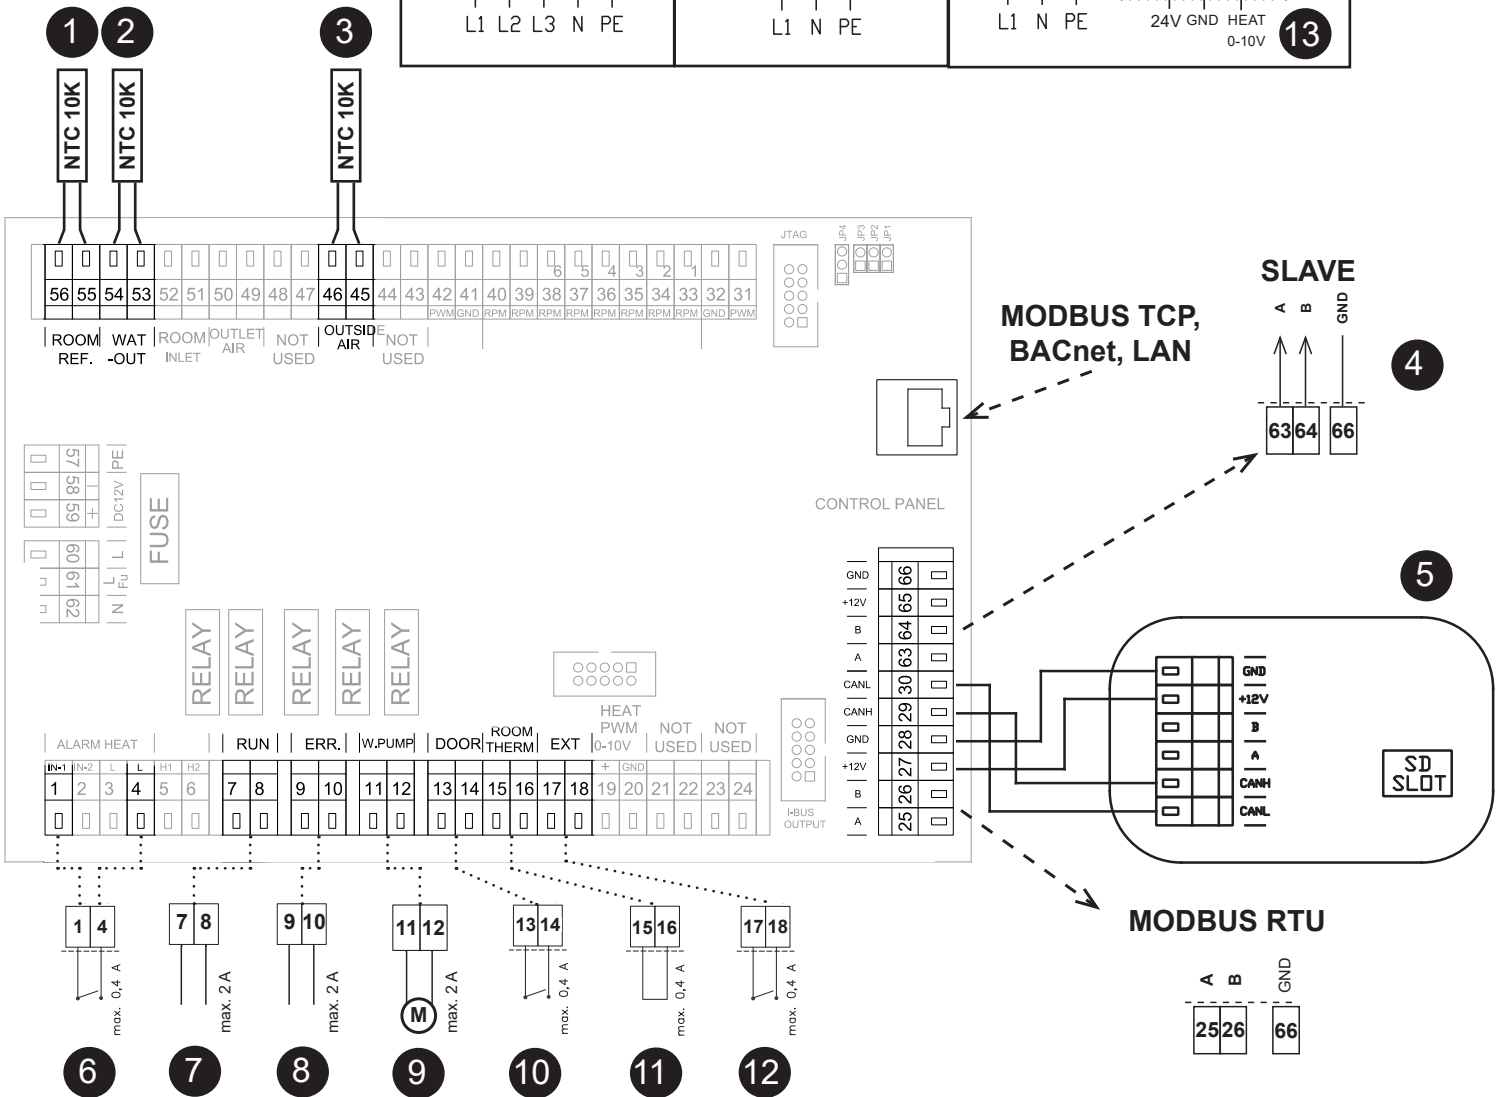 1 2 3
L1 L2 L3 N PE
L1 N PE
L1 N PE
24V GND HEAT
0-10V
13
NTC 10K
NTC 10K
NTC 10K
56 55 54 53 52 51 50 49 48 47 46 45 44 43 42 41 40 39 38 37 36 35 34 33 32 31
6 5 4 3 2 1
PWM GND RPM RPM RPM RPM RPM RPM RPM RPM GND PWM
ROOM REF.
WAT -OUT
ROOM INLET
OUTLET AIR
NOT USED
OUTSIDE AIR
NOT USED
JTAG
JP4
JP3
JP2
JP1
MODBUS TCP,
BACnet, LAN
SLAVE
A B GND
63 64 66
4
57 PE
58 –
59 +
DC12V
60 L
61 L Fu
62 N
FUSE
CONTROL PANEL
GND 66
+12V 65
B 64
A 63
CANL 30
CANH 29
GND 28
+12V 27
B 26
A 25
5
GND
+12V
B
A
CANH
CANL
SD
SLOT
RELAY RELAY RELAY RELAY RELAY
ALARM HEAT
RUN
ERR.
W.PUMP
DOOR
ROOM
THERM
EXT
HEAT
PWM
0-10V
NOT
USED
NOT
USED
I-BUS
OUTPUT
IN-1 IN-2 L L H1 H2
+ GND
1 2 3 4 5 6 7 8 9 10 11 12 13 14 15 16 17 18 19 20 21 22 23 24
1 4
max. 0,4 A
6
7 8
max. 2 A
7
9 10
max. 2 A
8
11 12
M
max. 2 A
9
13 14
max. 0,4 A
10
15 16
max. 0,4 A
11
17 18
max. 0,4 A
12
MODBUS RTU
A B GND
25 26 66